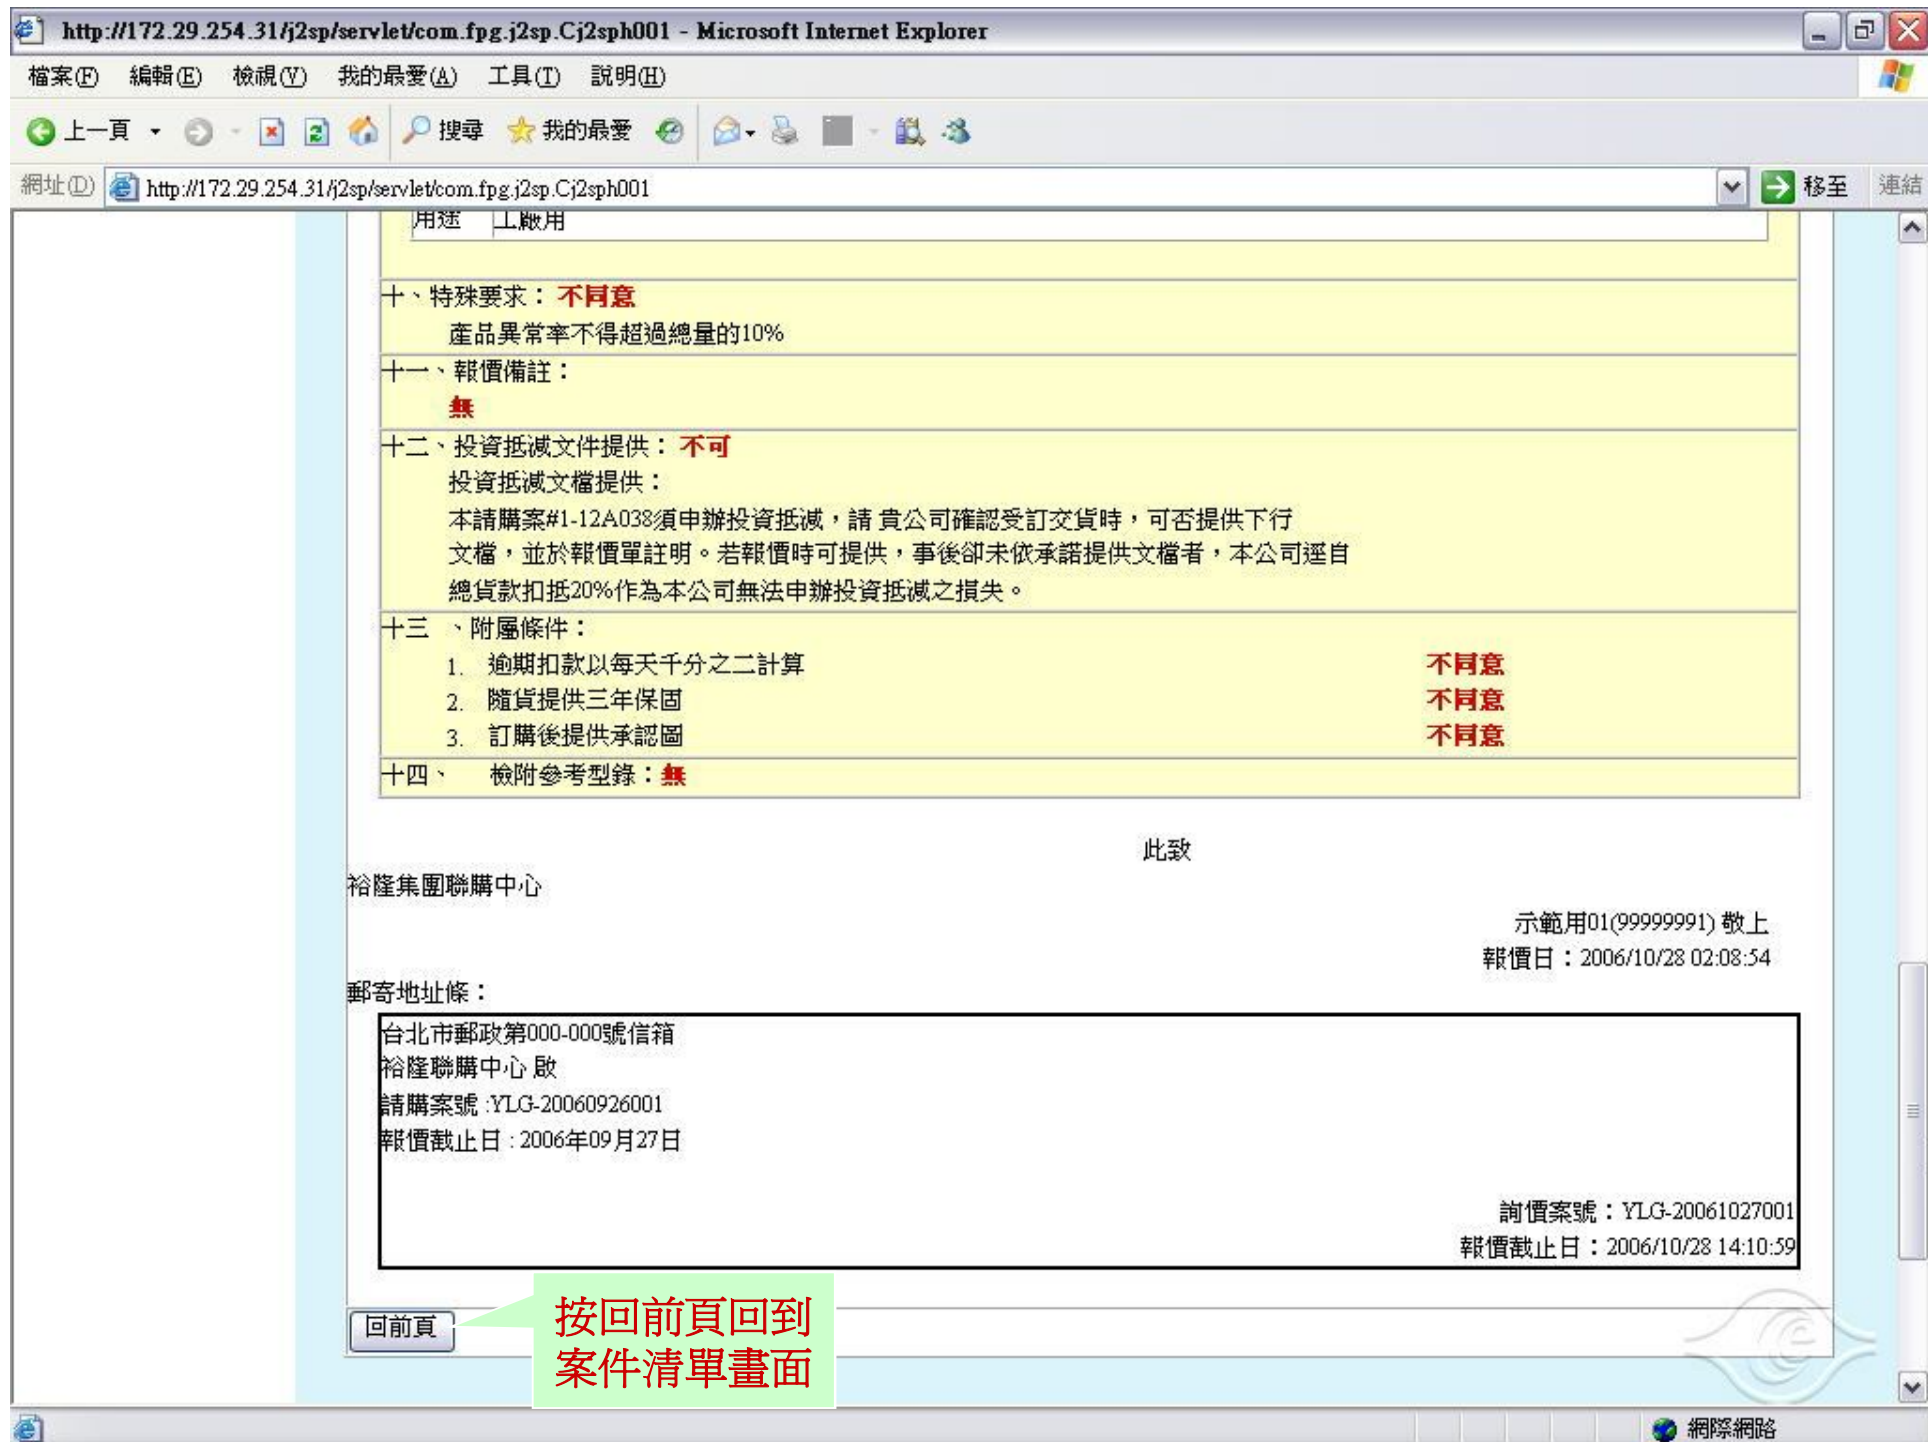 http://172.29.254.31/j2sp/servlet/com.fpg.j2sp.Cj2sph001 - Microsoft Internet Explorer
檔案(F) 編輯(E) 檢視(V) 我的最愛(A) 工具(T) 說明(H)
上一頁 搜尋 我的最愛
網址(D) http://172.29.254.31/j2sp/servlet/com.fpg.j2sp.Cj2sph001 移至 連結
用途 工廠用
十、特殊要求：不同意
產品異常率不得超過總量的10%
十一、報價備註：
無
十二、投資抵減文件提供：不可
投資抵減文檔提供：
本請購案#1-12A038須申辦投資抵減，請 貴公司確認受訂交貨時，可否提供下行
文檔，並於報價單註明。若報價時可提供，事後卻未依承諾提供文檔者，本公司逕自
總貨款扣抵20%作為本公司無法申辦投資抵減之損失。
十三 、附屬條件：
1. 逾期扣款以每天千分之二計算 不同意
2. 隨貨提供三年保固 不同意
3. 訂購後提供承認圖 不同意
十四、 檢附參考型錄：無
此致
裕隆集團聯購中心
示範用01(99999991) 敬上
報價日：2006/10/28 02:08:54
郵寄地址條：
台北市郵政第000-000號信箱
裕隆聯購中心 啟
請購案號 :YLG-20060926001
報價截止日 : 2006年09月27日
詢價案號：YLG-20061027001
報價截止日：2006/10/28 14:10:59
回前頁
按回前頁回到
案件清單畫面
網際網路